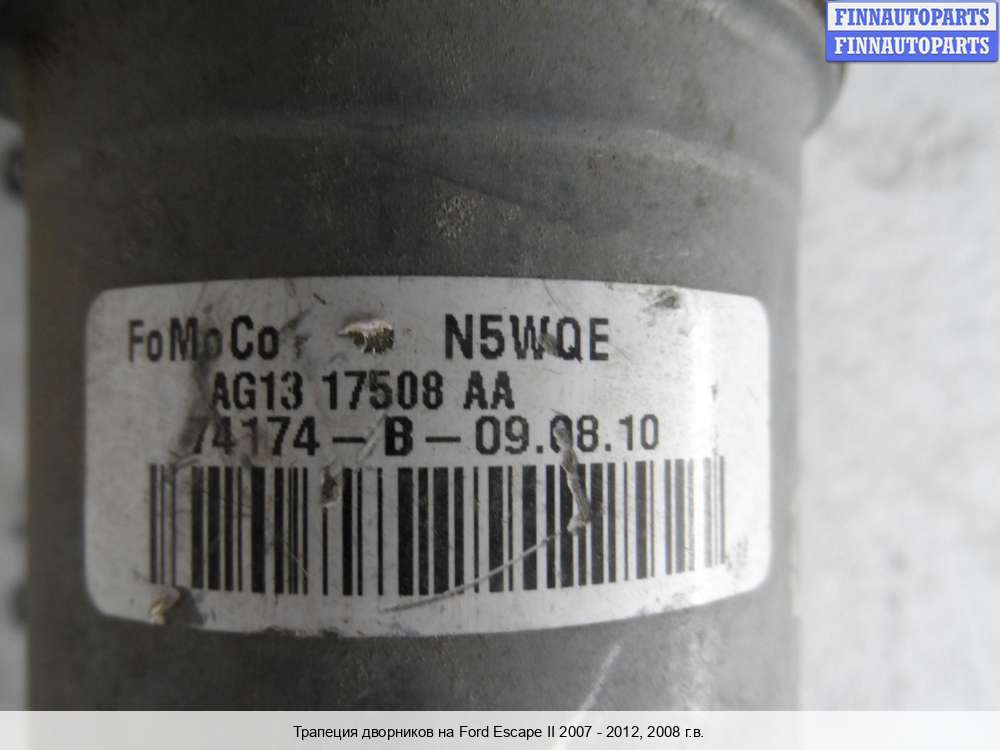 FINNAUTOPARTS
FINNAUTOPARTS
FoMoCo N5WQE
AG13 17508 AA
74174-B-09.08.10
Трапеция дворников на Ford Escape II 2007 - 2012, 2008 г.в.